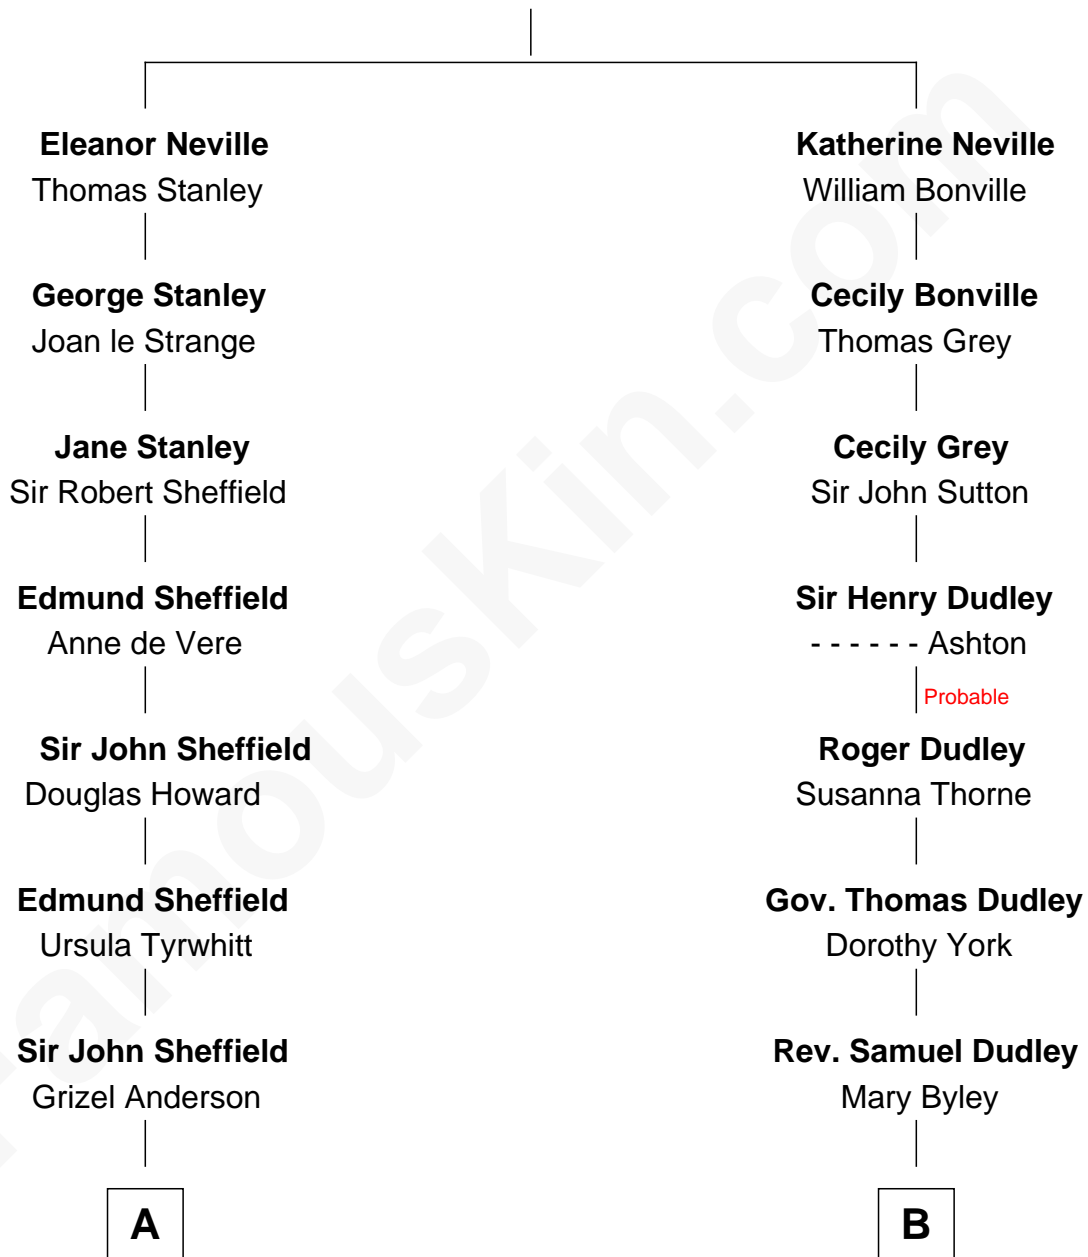 Eleanor Neville
Thomas Stanley
George Stanley
Joan le Strange
Jane Stanley
Sir Robert Sheffield
Edmund Sheffield
Anne de Vere
Sir John Sheffield
Douglas Howard
Edmund Sheffield
Ursula Tyrwhitt
Sir John Sheffield
Grizel Anderson
A
Katherine Neville
William Bonville
Cecily Bonville
Thomas Grey
Cecily Grey
Sir John Sutton
Sir Henry Dudley
- - - - - - Ashton
Probable
Roger Dudley
Susanna Thorne
Gov. Thomas Dudley
Dorothy York
Rev. Samuel Dudley
Mary Byley
B
FamousKin.com